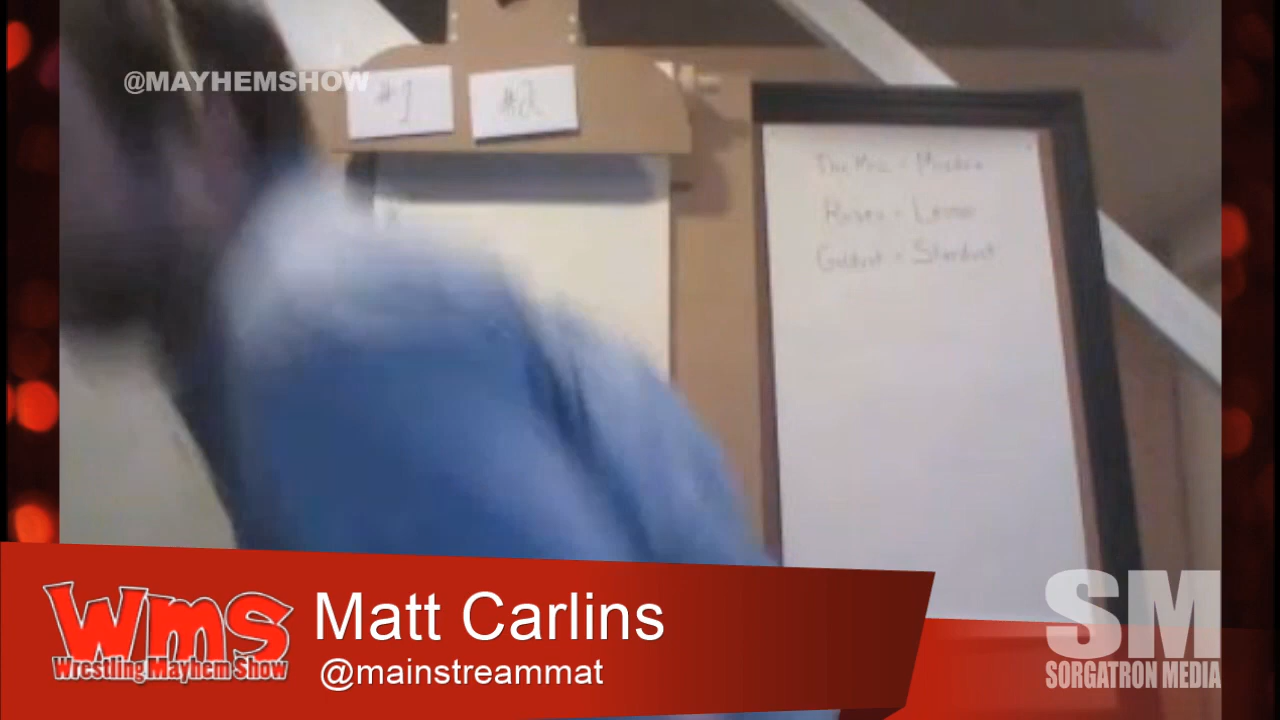 @MAYHEMSHOW
#1
#2
The Miz - Mizdow
Rusev - Lesnar
Goldust - Stardust
Wms
Wrestling Mayhem Show
Matt Carlins
@mainstreammat
SM
SORGATRON MEDIA